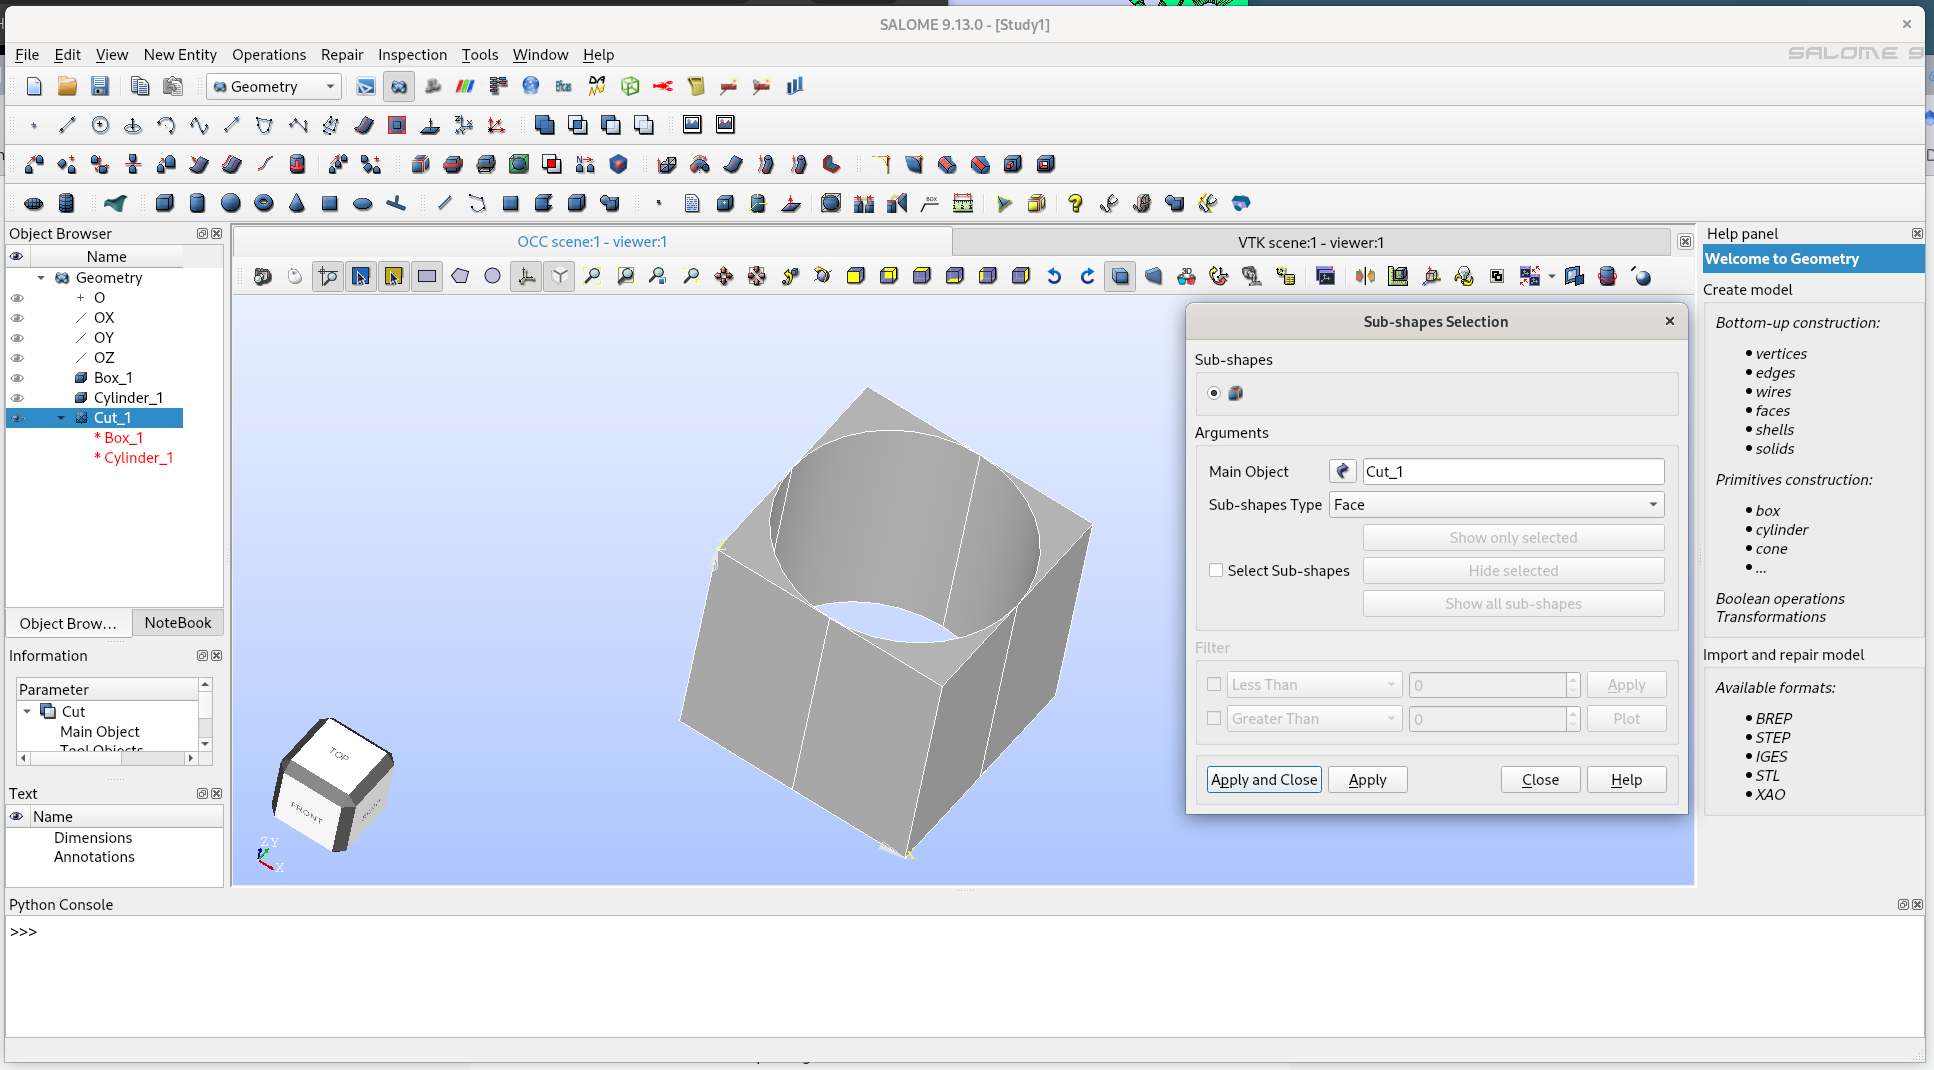 SALOME 9.13.0 - [Study1]
File Edit View New Entity Operations Repair Inspection Tools Window Help
SALOME 9
Geometry
Eficas
Object Browser
Name
Geometry
O
OX
OY
OZ
Box_1
Cylinder_1
Cut_1
* Box_1
* Cylinder_1
Object Brow...
NoteBook
Information
Parameter
Cut
Main Object
Tool Objects
Text
Name
Dimensions
Annotations
OCC scene:1 - viewer:1
VTK scene:1 - viewer:1
Z
X
TOP
FRONT
Z Y
X
Sub-shapes Selection
Sub-shapes
Arguments
Main Object
Cut_1
Sub-shapes Type
Face
Show only selected
Select Sub-shapes
Hide selected
Show all sub-shapes
Filter
Less Than
0
Apply
Greater Than
0
Plot
Apply and Close
Apply
Close
Help
Help panel
Welcome to Geometry
Create model
Bottom-up construction:
• vertices
• edges
• wires
• faces
• shells
• solids
Primitives construction:
• box
• cylinder
• cone
• ...
Boolean operations
Transformations
Import and repair model
Available formats:
• BREP
• STEP
• IGES
• STL
• XAO
Python Console
>>>